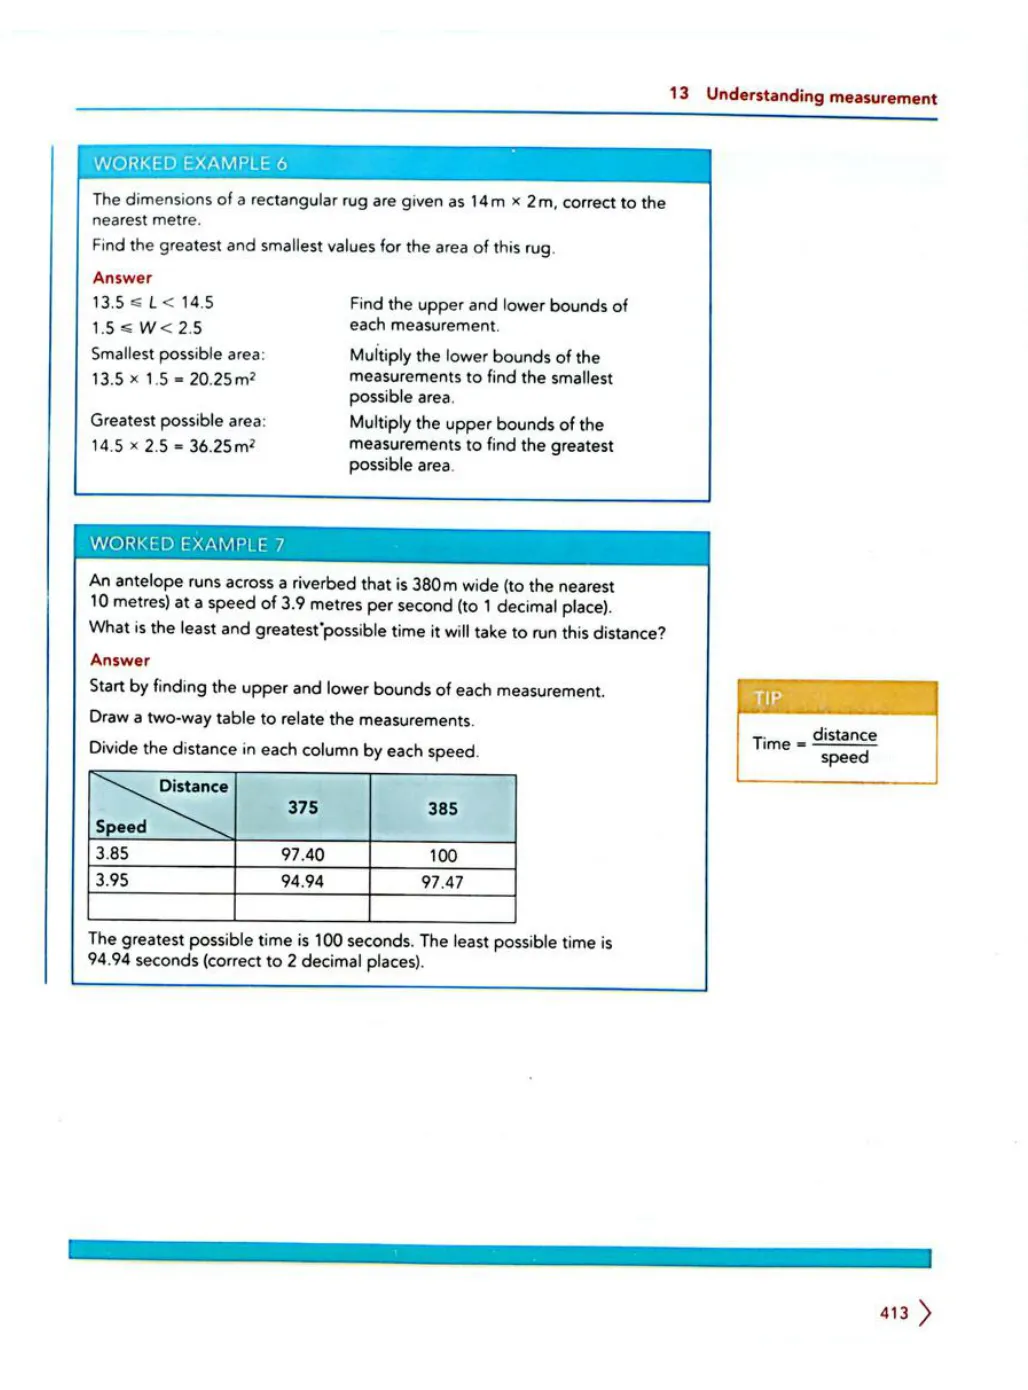 13 Understanding measurement
WORKED EXAMPLE 6
The dimensions of a rectangular rug are given as 14 m × 2 m, correct to the
nearest metre.
Find the greatest and smallest values for the area of this rug.
Answer
13.5 ⩽ L < 14.5
Find the upper and lower bounds of
1.5 ⩽ W < 2.5
each measurement.
Smallest possible area:
Multiply the lower bounds of the
13.5 × 1.5 = 20.25 m²
measurements to find the smallest
possible area.
Greatest possible area:
Multiply the upper bounds of the
14.5 × 2.5 = 36.25 m²
measurements to find the greatest
possible area.
WORKED EXAMPLE 7
An antelope runs across a riverbed that is 380 m wide (to the nearest
10 metres) at a speed of 3.9 metres per second (to 1 decimal place).
What is the least and greatest possible time it will take to run this distance?
Answer
Start by finding the upper and lower bounds of each measurement.
Draw a two-way table to relate the measurements.
Divide the distance in each column by each speed.
Distance
375 385
Speed
3.85 97.40 100
3.95 94.94 97.47
The greatest possible time is 100 seconds. The least possible time is
94.94 seconds (correct to 2 decimal places).
TIP
Time = distance
speed
413